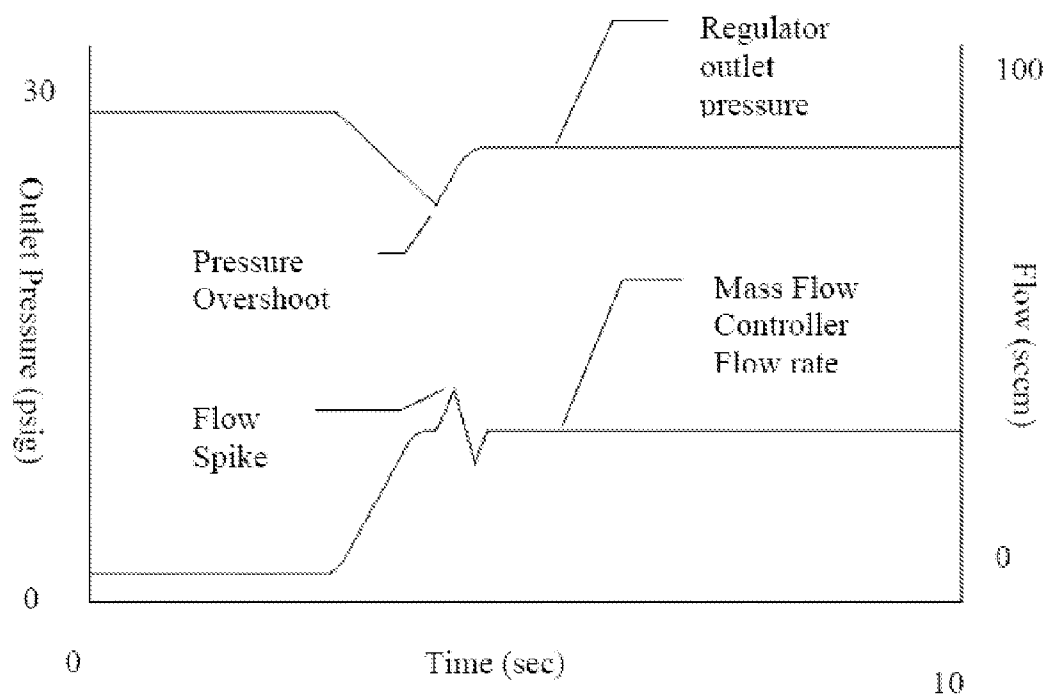 Regulator
outlet
pressure
30
100
Outlet Pressure (psig)
Pressure
Overshoot
Mass Flow
Controller
Flow rate
Flow (sccm)
Flow
Spike
0
0
0
Time (sec)
10